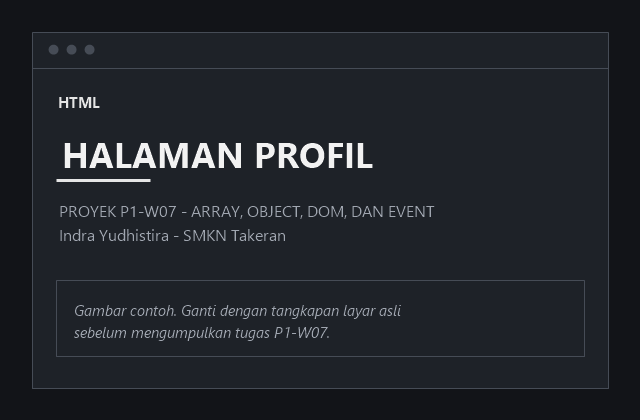 HTML
HALAMAN PROFIL
PROYEK P1-W07 - ARRAY, OBJECT, DOM, DAN EVENT
Indra Yudhistira - SMKN Takeran
Gambar contoh. Ganti dengan tangkapan layar asli
sebelum mengumpulkan tugas P1-W07.